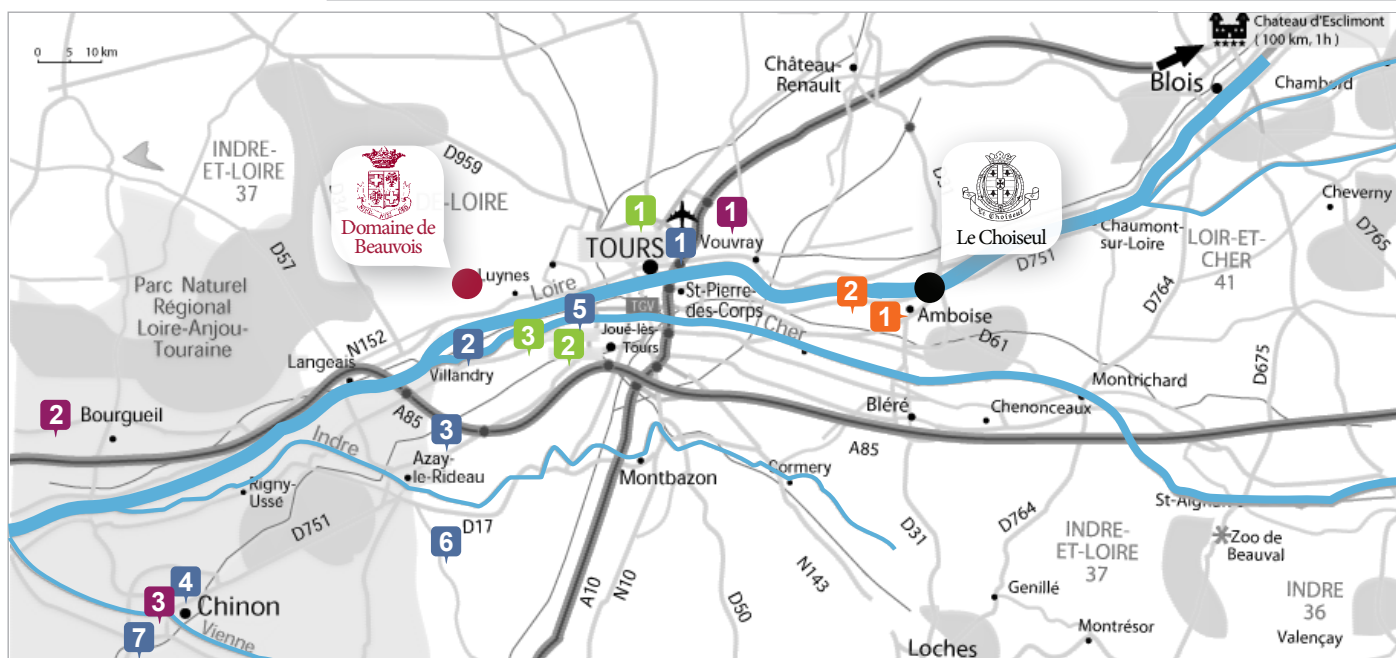 0 5 10 km
Chateau d'Esclimont
( 100 km, 1h )
Château-
Renault
Blois
Chambord
INDRE-
ET-LOIRE
37
D959
DE-LOIRE
Domaine de
Beauvois
Le Choiseul
Cheverny
D765
1
1
TOURS
1
Vouvray
Chaumont-
sur-Loire
LOIR-ET-
CHER
41
D751
D57
Luynes
Loire
Parc Naturel
Régional
Loire-Anjou-
Touraine
TGV
St-Pierre-
des-Corps
2
1
Amboise
D764
5
Cher
D61
3
2
Joué-lès-
Tours
2
Villandry
N152
Langeais
D675
Montrichard
2
Bourgueil
A85
3
Bléré
Chenonceaux
A85
Indre
Azay-
le-Rideau
Montbazon
Cormery
Rigny-
Ussé
St-Aignan
D751
D17
6
D31
D764
INDRE-
ET-LOIRE
37
Zoo de
Beauval
A10
N10
D50
N143
Genillé
INDRE
36
4
3
Chinon
7
Vienne
Montrésor
Valençay
Loches